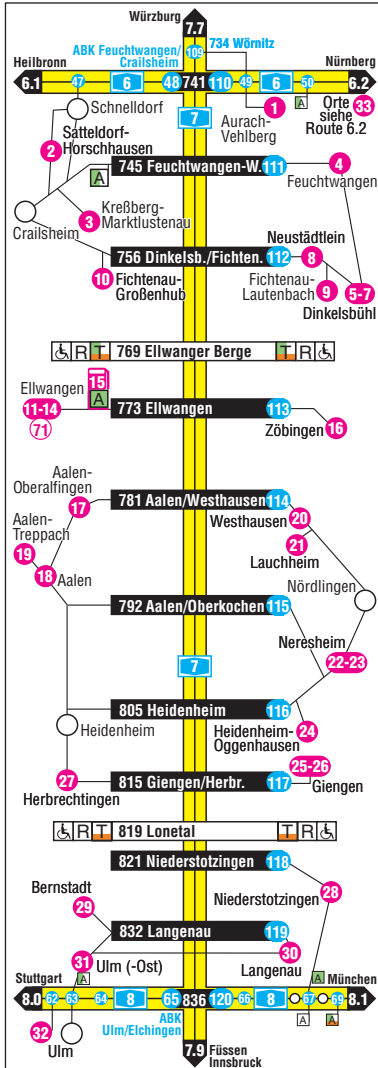 Würzburg
7.7
ABK Feuchtwangen/
Crailsheim
109
734 Wörnitz
Heilbronn
Nürnberg
6.1 47 6 48 741 110 49 6 50 6.2
Schnelldorf
7
1
A
Orte 33
siehe
Route 6.2
Aurach-
Vehlberg
2
Satteldorf-
Horschhausen
A
745 Feuchtwangen-W. 111
4
Feuchtwangen
3
Kreßberg-
Marktlustenau
Crailsheim
Neustädtlein
756 Dinkelsb./Fichten. 112 8
10
Fichtenau-
Großenhub
Fichtenau-
Lautenbach
9
5-7
Dinkelsbühl
R T 769 Ellwanger Berge T R
Ellwangen
15
A
11-14
71
773 Ellwangen 113
Zöbingen 16
Aalen-
Oberalfingen
17
781 Aalen/Westhausen 114
Aalen-
Treppach
19
18 Aalen
Westhausen 20
21
Lauchheim
Nördlingen
792 Aalen/Oberkochen 115
Neresheim
22-23
7
805 Heidenheim 116
Heidenheim
Heidenheim-
Oggenhausen
24
25-26
27
815 Giengen/Herbr. 117
Giengen
Herbrechtingen
R T 819 Lonetal T R
821 Niederstotzingen 118
Bernstadt
29
Niederstotzingen 28
832 Langenau 119
31 Ulm (-Ost)
30
Langenau
Stuttgart
A
A
München
8.0 62 63 64 8 65 836 120 66 8 67 69 8.1
32
Ulm
ABK
Ulm/Elchingen
A
A
7.9
Füssen
Innsbruck